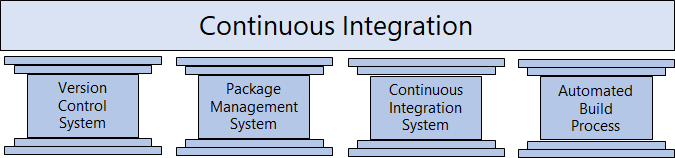 Continuous Integration
Version
Control
System
Package
Management
System
Continuous
Integration
System
Automated
Build
Process